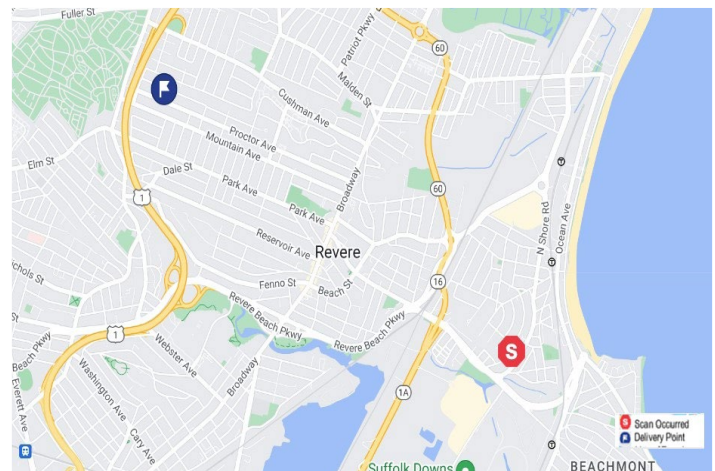 Fuller St
Patriot Pkwy
60
Malden St
Cushman Ave
Proctor Ave
Mountain Ave
Elm St
Dale St
Broadway
60
1
Park Ave
Park Ave
N Shore Rd
Ocean Ave
Reservoir Ave
Revere
Nichols St
Fenno St
Beach St
16
Revere Beach Pkwy
Revere Beach Pkwy
1
S
Beach Pkwy
Webster Ave
Broadway
Washington Ave
1A
Everett Ave
Cary Ave
S Scan Occurred
Delivery Point
Suffolk Downs
BEACHMONT